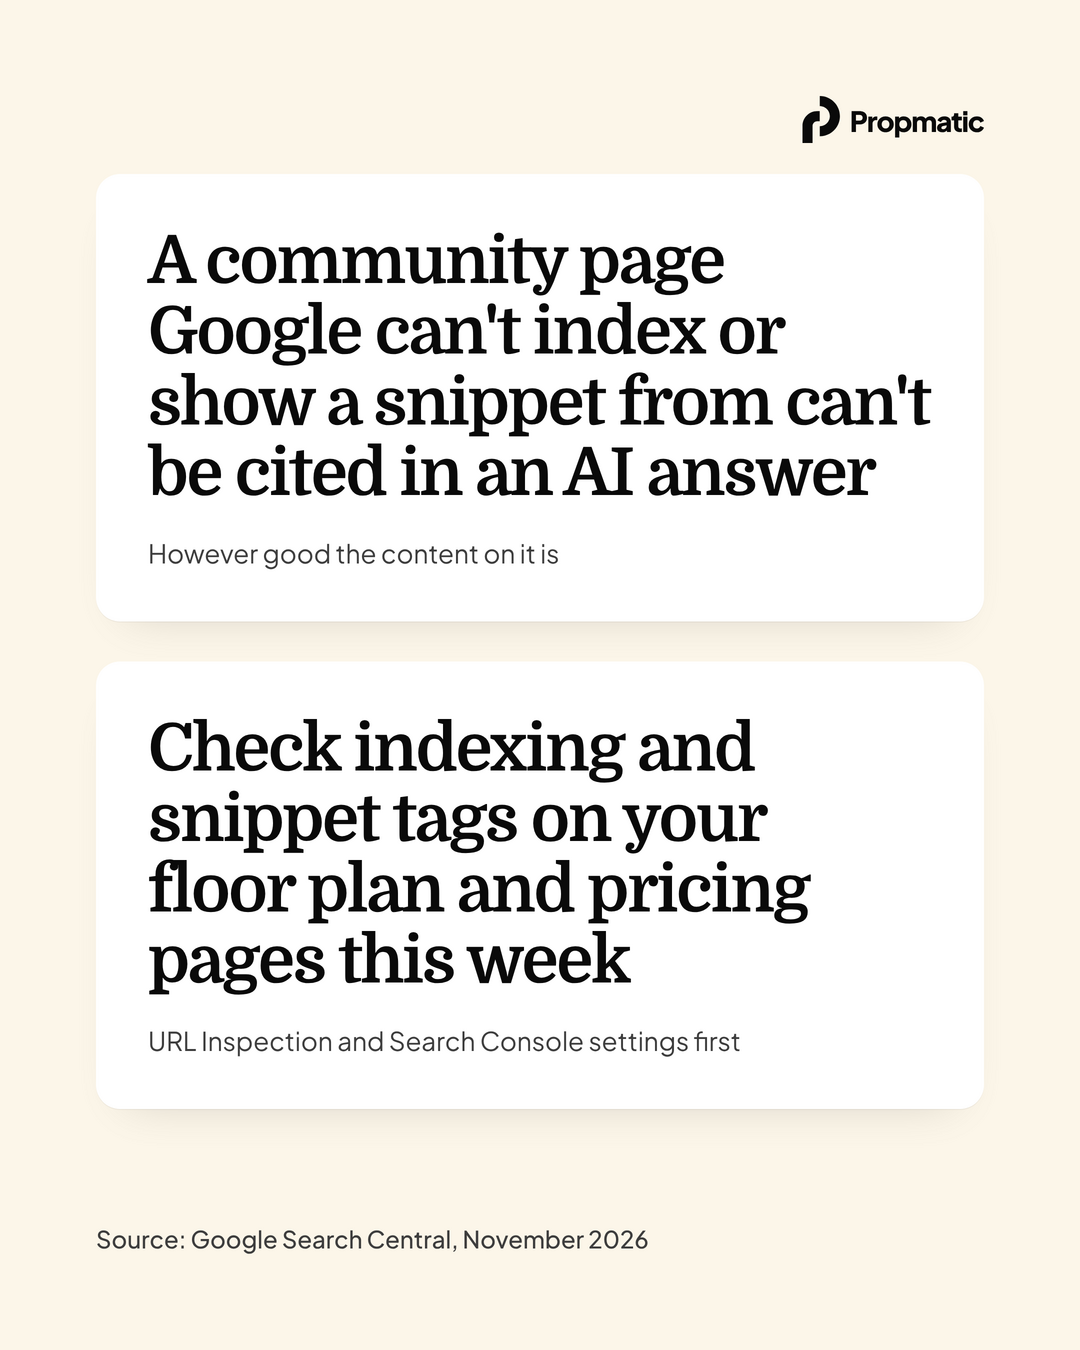 Propmatic
A community page
Google can't index or
show a snippet from can't
be cited in an AI answer
However good the content on it is
Check indexing and
snippet tags on your
floor plan and pricing
pages this week
URL Inspection and Search Console settings first
Source: Google Search Central, November 2026